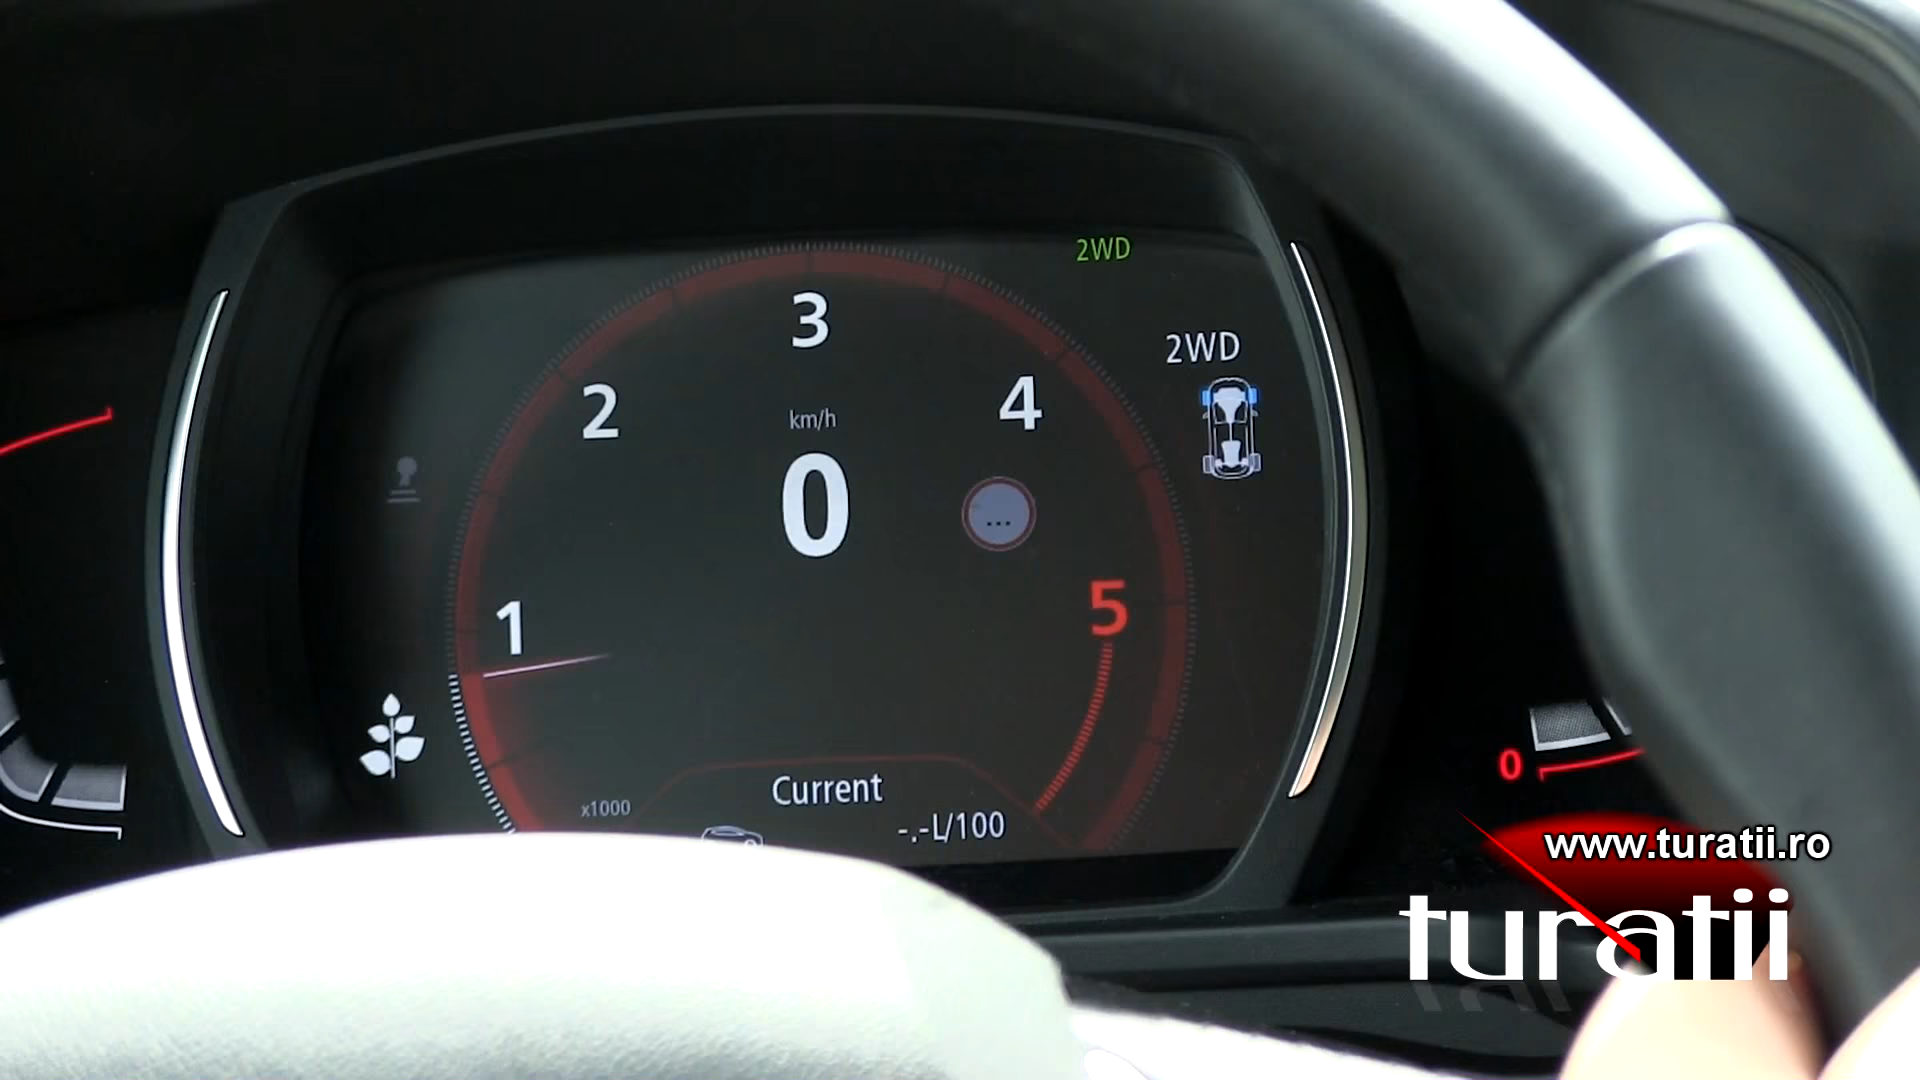 2WD
3
2WD
2
4
km/h
0
...
5
1
0
Current
x1000
-.-L/100
www.turatii.ro
turatii